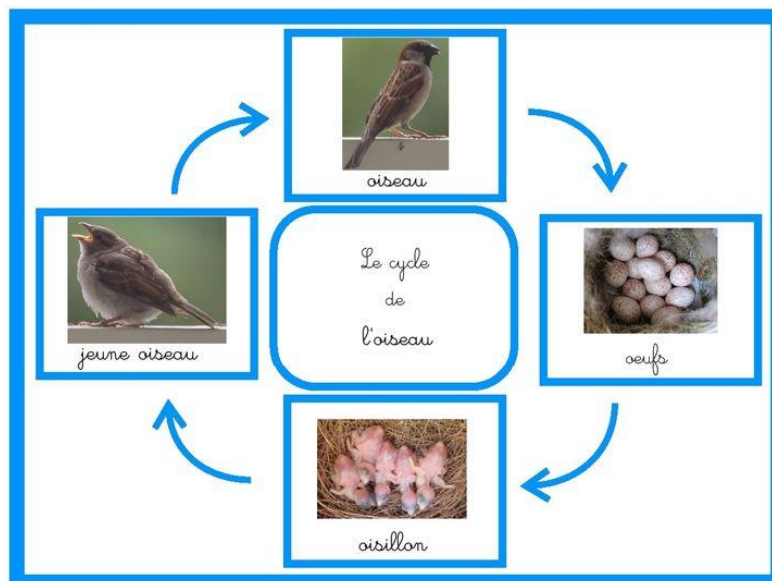 oiseau
Le cycle
de
l'oiseau
jeune oiseau
oeufs
oisillon